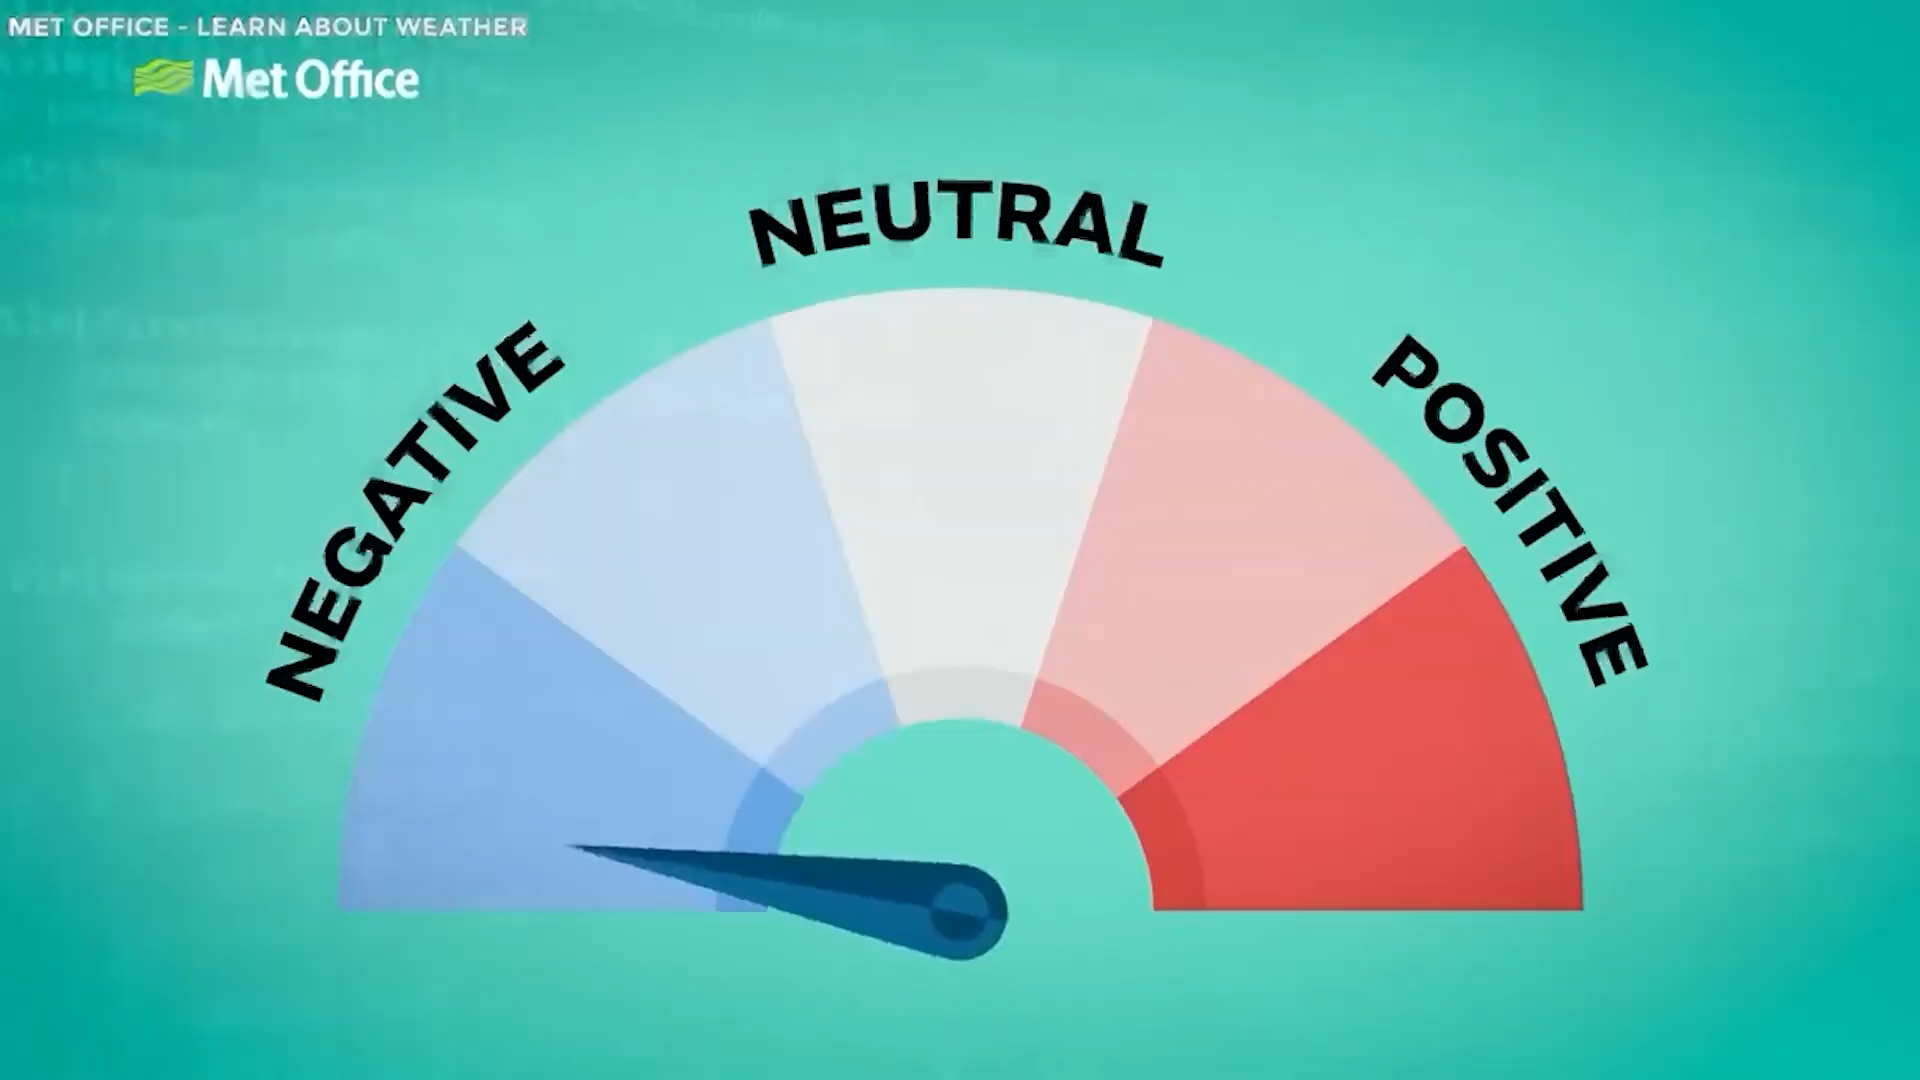 MET OFFICE - LEARN ABOUT WEATHER
Met Office
NEUTRAL
NEGATIVE
POSITIVE